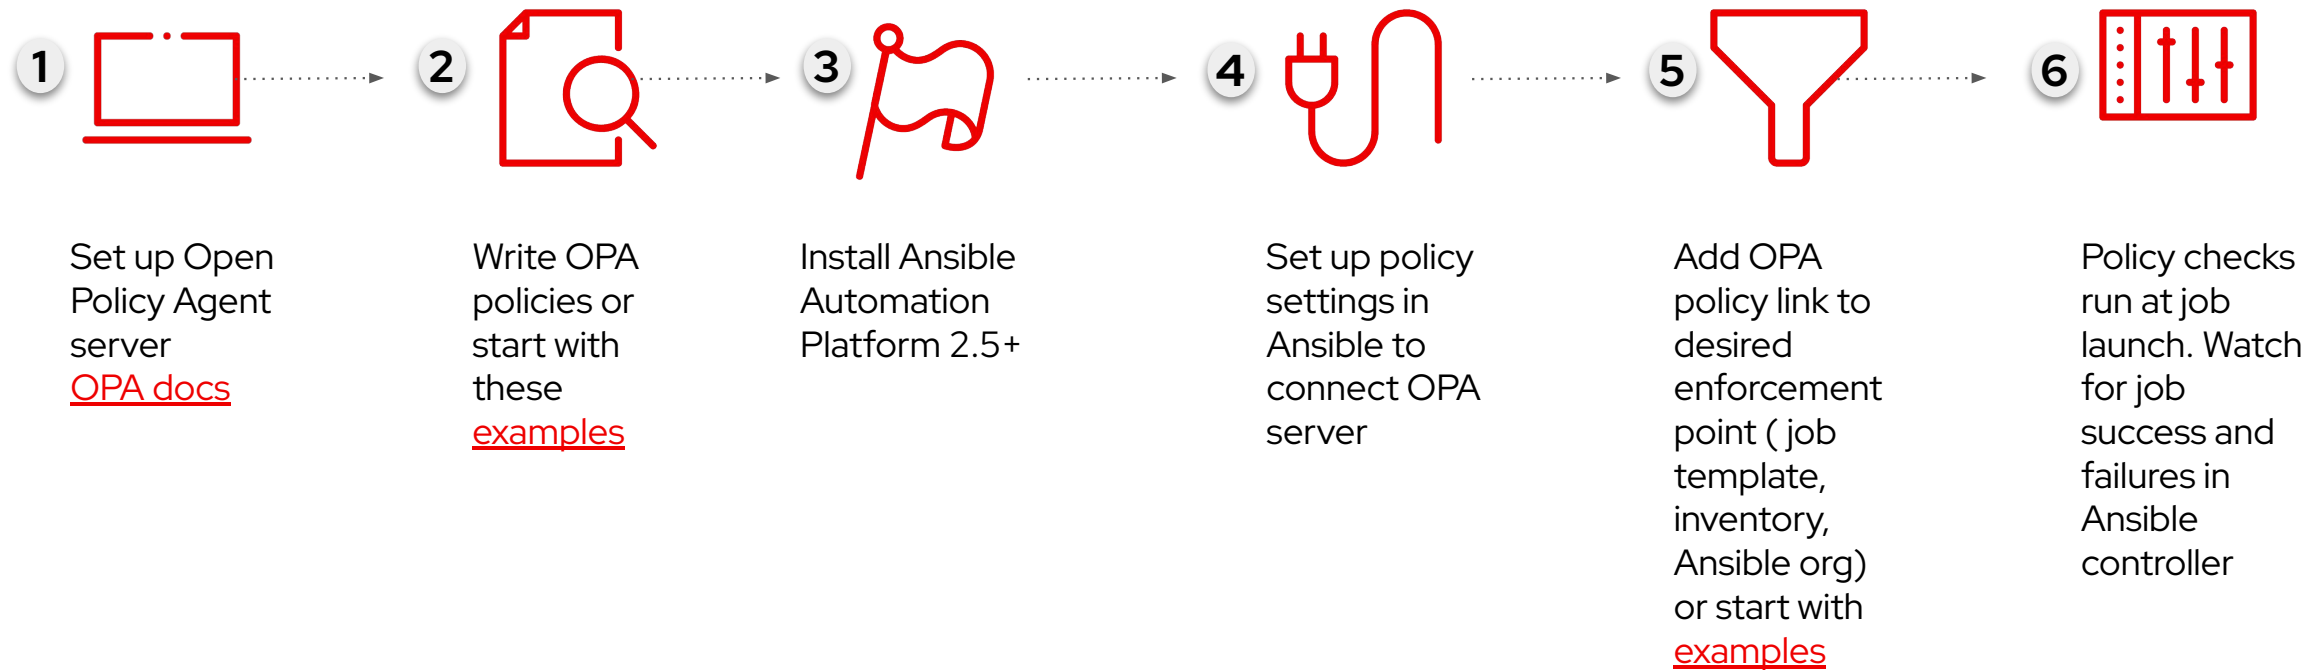 1
Set up Open
Policy Agent
server
OPA docs
2
Write OPA
policies or
start with
these
examples
3
Install Ansible
Automation
Platform 2.5+
4
Set up policy
settings in
Ansible to
connect OPA
server
5
Add OPA
policy link to
desired
enforcement
point ( job
template,
inventory,
Ansible org)
or start with
examples
6
Policy checks
run at job
launch. Watch
for job
success and
failures in
Ansible
controller